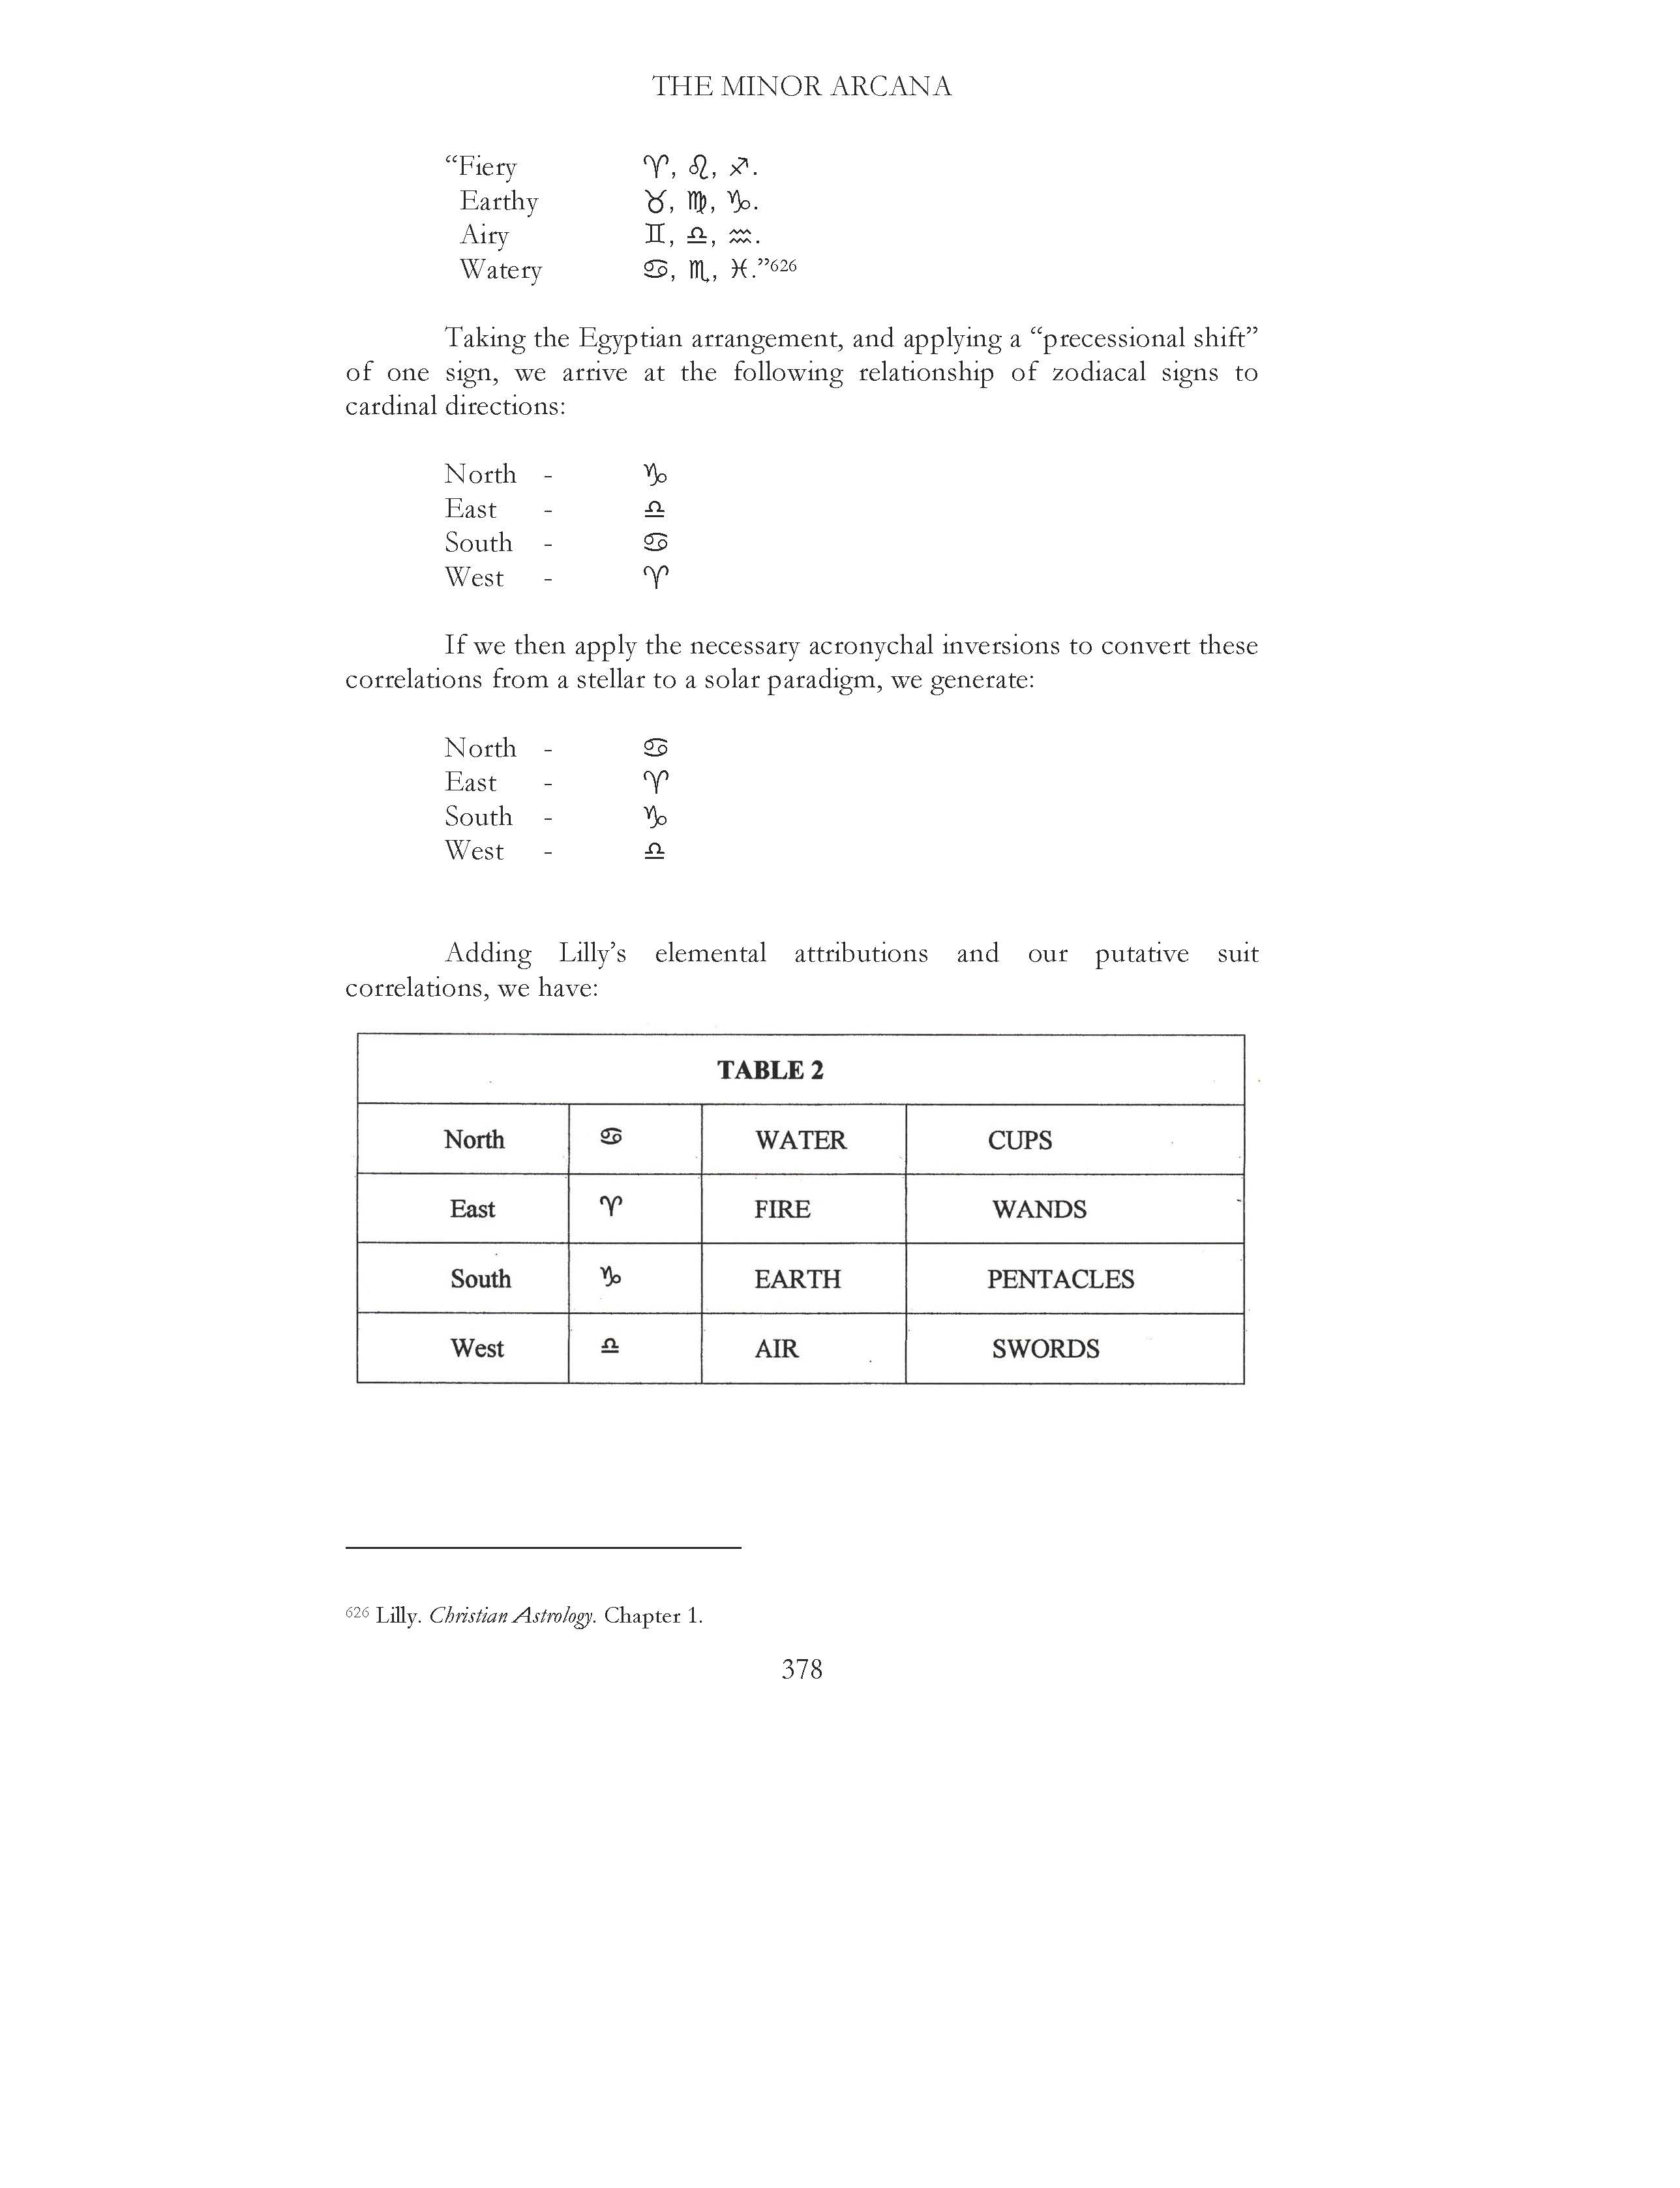 THE MINOR ARCANA
“Fiery ♈, ♌, ♐.
Earthy ♉, ♍, ♑.
Airy ♊, ♎, ♒.
Watery ♋, ♏, ♓.”626
Taking the Egyptian arrangement, and applying a “precessional shift”
of one sign, we arrive at the following relationship of zodiacal signs to
cardinal directions:
North - ♑
East - ♎
South - ♋
West - ♈
If we then apply the necessary acronychal inversions to convert these
correlations from a stellar to a solar paradigm, we generate:
North - ♋
East - ♈
South - ♑
West - ♎
Adding Lilly’s elemental attributions and our putative suit
correlations, we have:
TABLE 2
North ♋ WATER CUPS
East ♈ FIRE WANDS
South ♑ EARTH PENTACLES
West ♎ AIR SWORDS
626 Lilly. Christian Astrology. Chapter 1.
378